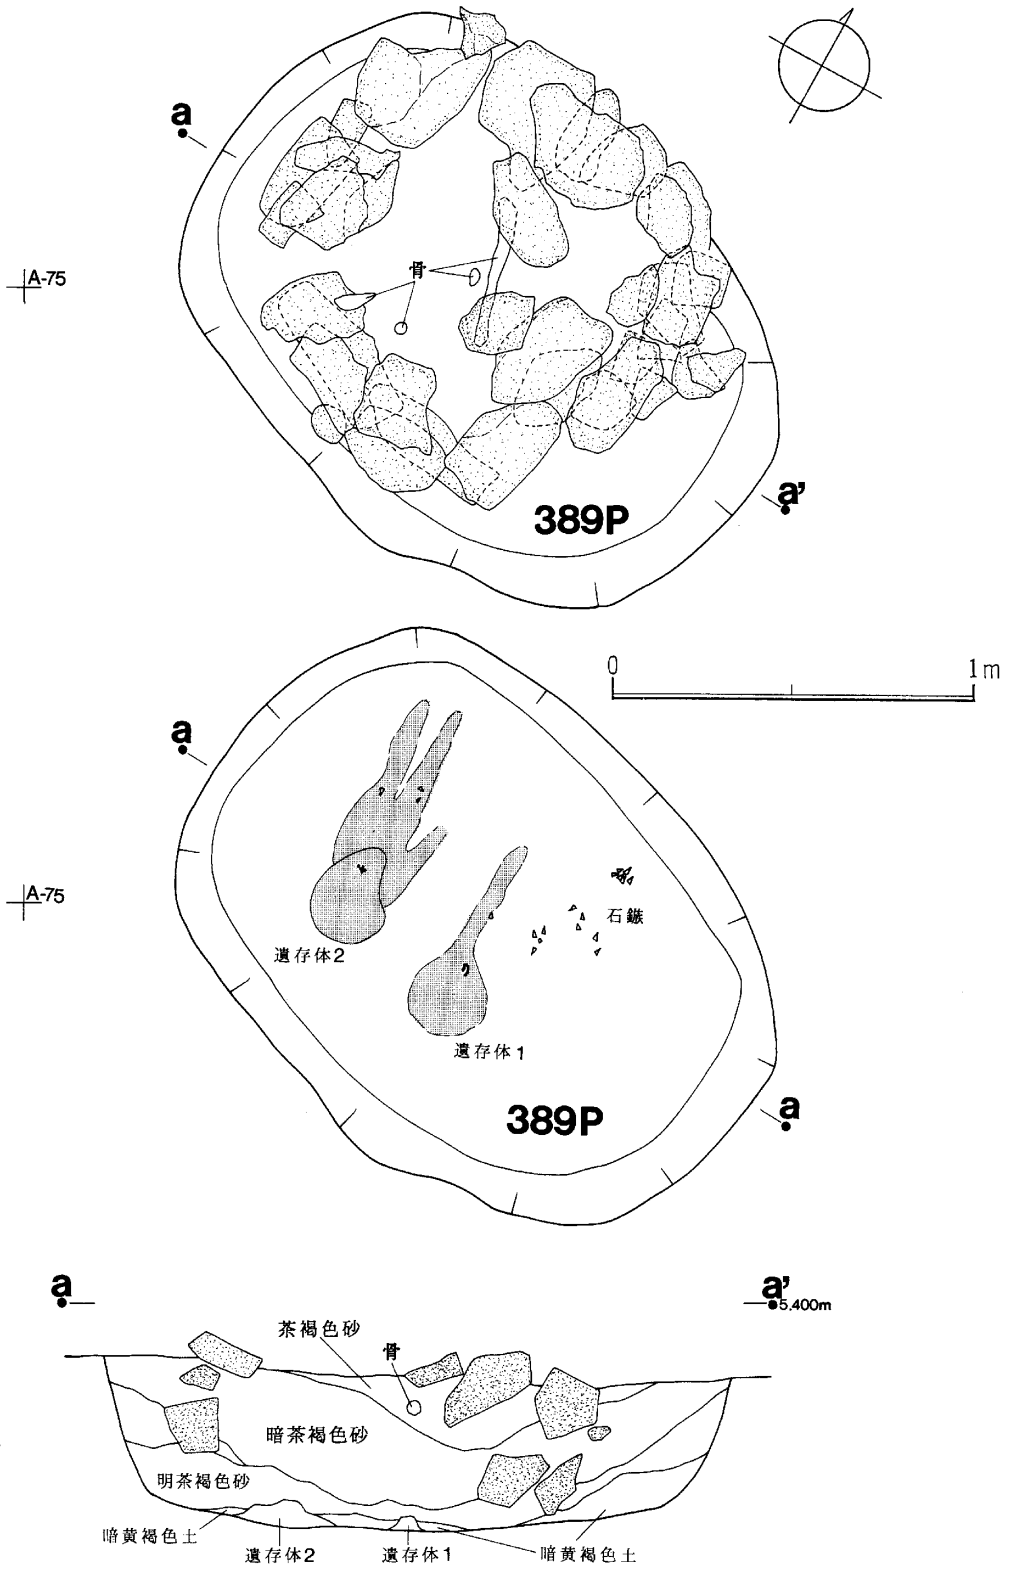 a
A-75
骨
a’
389P
0
1m
a
A-75
石鏃
遺存体2
遺存体1
389P
a
a
a’
5.400m
茶褐色砂
骨
暗茶褐色砂
明茶褐色砂
暗黄褐色土
遺存体2
遺存体1
暗黄褐色土